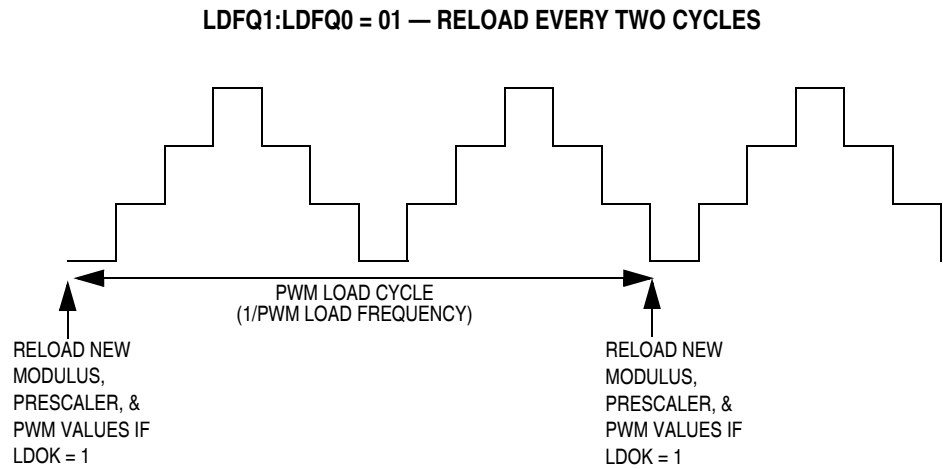 LDFQ1:LDFQ0 = 01 — RELOAD EVERY TWO CYCLES
PWM LOAD CYCLE
(1/PWM LOAD FREQUENCY)
RELOAD NEW
MODULUS,
PRESCALER, &
PWM VALUES IF
LDOK = 1
RELOAD NEW
MODULUS,
PRESCALER, &
PWM VALUES IF
LDOK = 1